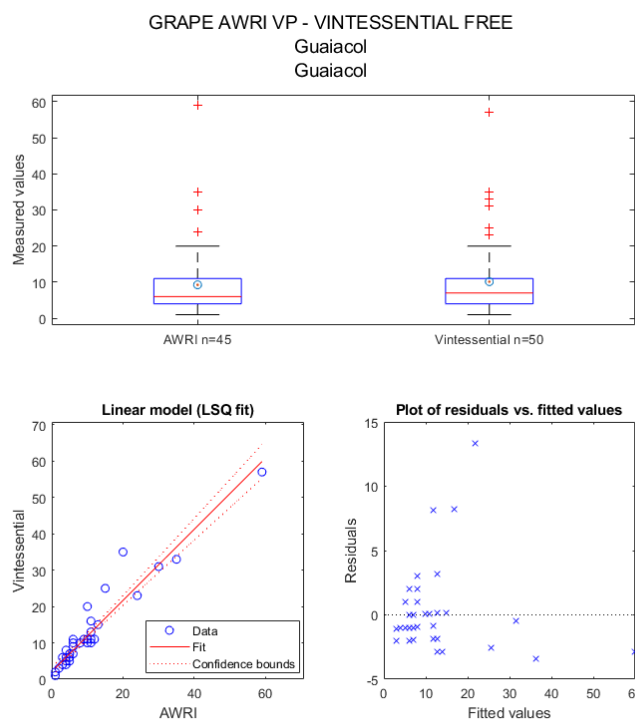 GRAPE AWRI VP - VINTESSENTIAL FREE
Guaiacol
Guaiacol
60
50
40
30
20
10
0
Measured values
AWRI n=45
Vintessential n=50
Linear model (LSQ fit)
70
60
50
40
30
20
10
0
Vintessential
Data
Fit
Confidence bounds
0
20
40
60
AWRI
Plot of residuals vs. fitted values
15
10
5
0
-5
Residuals
0
10
20
30
40
50
60
Fitted values